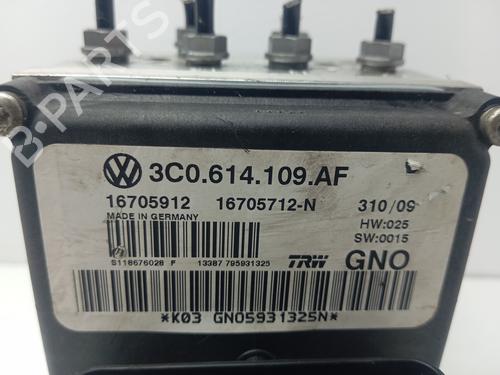 3C0.614.109.AF
16705912 16705712-N 310/09
MADE IN GERMANY HW:025
SW:0015
S118676028 F 13387 795931325 TRW GNO
*K03 GNO5931325N*
B-PARTS